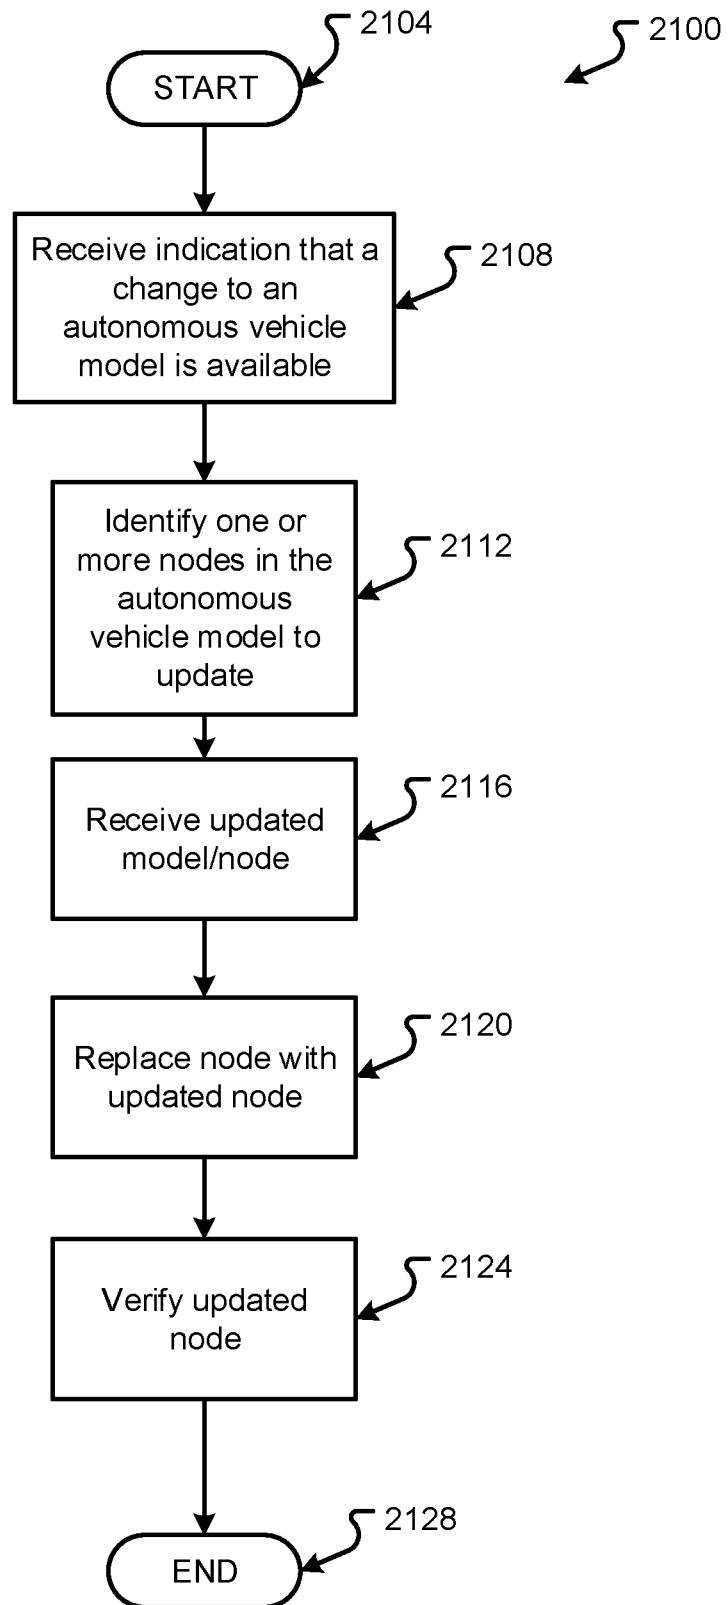 2104
2100
START
Receive indication that a
change to an
autonomous vehicle
model is available
2108
Identify one or
more nodes in the
autonomous
vehicle model to
update
2112
Receive updated
model/node
2116
Replace node with
updated node
2120
Verify updated
node
2124
END
2128